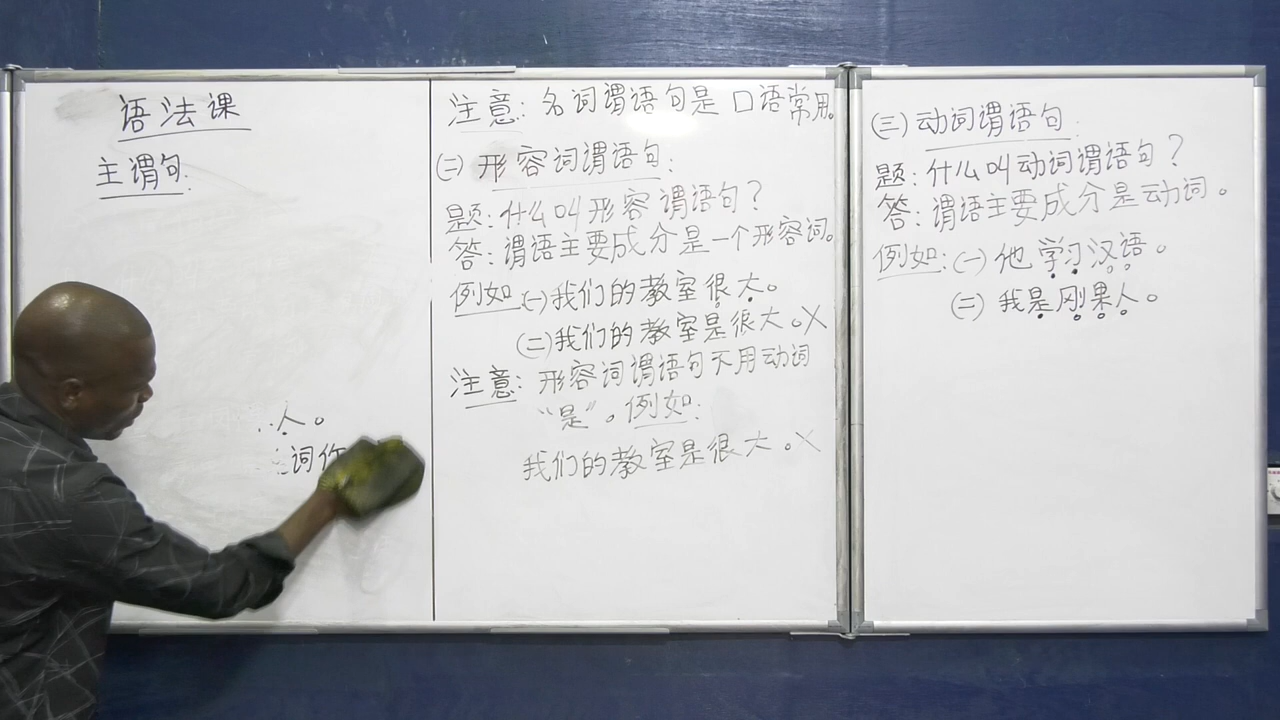 语法课
主谓句:
人。
词作
注意: 名词谓语句是口语常用。
(二) 形容词谓语句:
题: 什么叫形容谓语句?
答: 谓语主要成分是一个形容词。
例如 (一) 我们的教室很大。
(二) 我们的教室是很大。X
注意: 形容词谓语句不用动词
“是”。例如:
我们的教室是很大。X
(三) 动词谓语句:
题: 什么叫动词谓语句?
答: 谓语主要成分是动词。
例如: (一) 他学习汉语。
(二) 我是刚果人。